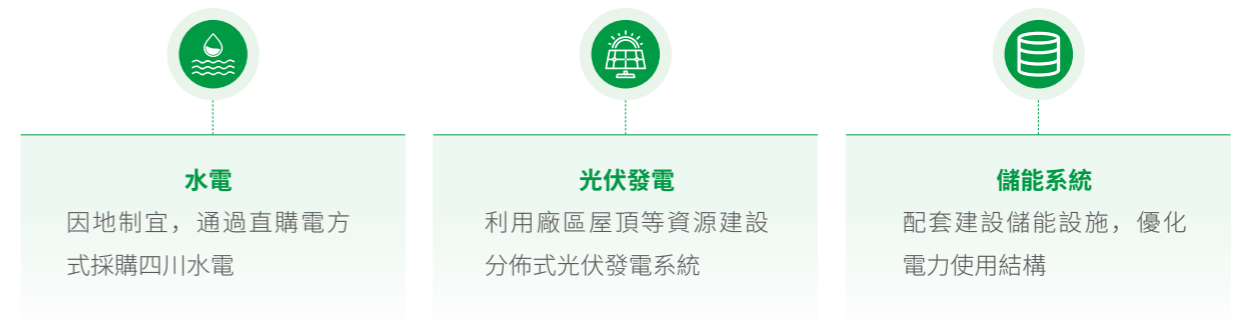 水電
因地制宜，通過直購電方
式採購四川水電
光伏發電
利用廠區屋頂等資源建設
分佈式光伏發電系統
儲能系統
配套建設儲能設施，優化
電力使用結構